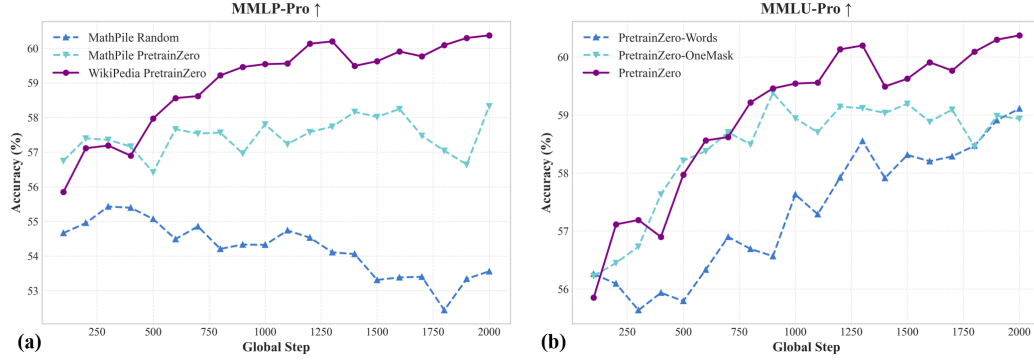 MMLP-Pro ↑
MathPile Random
MathPile PretrainZero
WikiPedia PretrainZero
Accuracy (%)
60
59
58
57
56
55
54
53
250
500
750
1000
1250
1500
1750
2000
Global Step
(a)
MMLU-Pro ↑
PretrainZero-Words
PretrainZero-OneMask
PretrainZero
Accuracy (%)
60
59
58
57
56
250
500
750
1000
1250
1500
1750
2000
Global Step
(b)